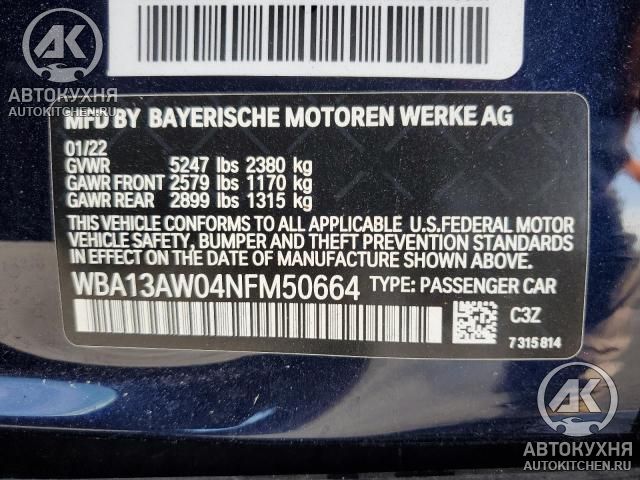 AK
АВТОКУХНЯ
AUTOKITCHEN.RU
MFD BY BAYERISCHE MOTOREN WERKE AG
01/22
GVWR 5247 lbs 2380 kg
GAWR FRONT 2579 lbs 1170 kg
GAWR REAR 2899 lbs 1315 kg
THIS VEHICLE CONFORMS TO ALL APPLICABLE U.S. FEDERAL MOTOR
VEHICLE SAFETY, BUMPER AND THEFT PREVENTION STANDARDS
IN EFFECT ON THE DATE OF MANUFACTURE SHOWN ABOVE.
WBA13AW04NFM50664 TYPE: PASSENGER CAR
C3Z
7 315 814
AK
АВТОКУХНЯ
AUTOKITCHEN.RU